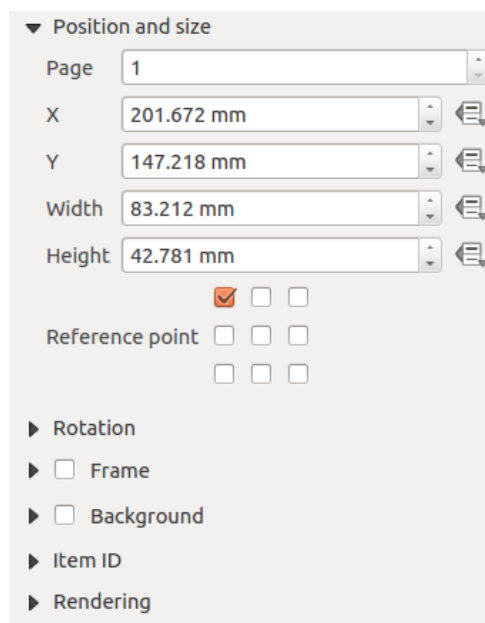 Position and size
Page 1
X 201.672 mm
Y 147.218 mm
Width 83.212 mm
Height 42.781 mm
Reference point
Rotation
Frame
Background
Item ID
Rendering